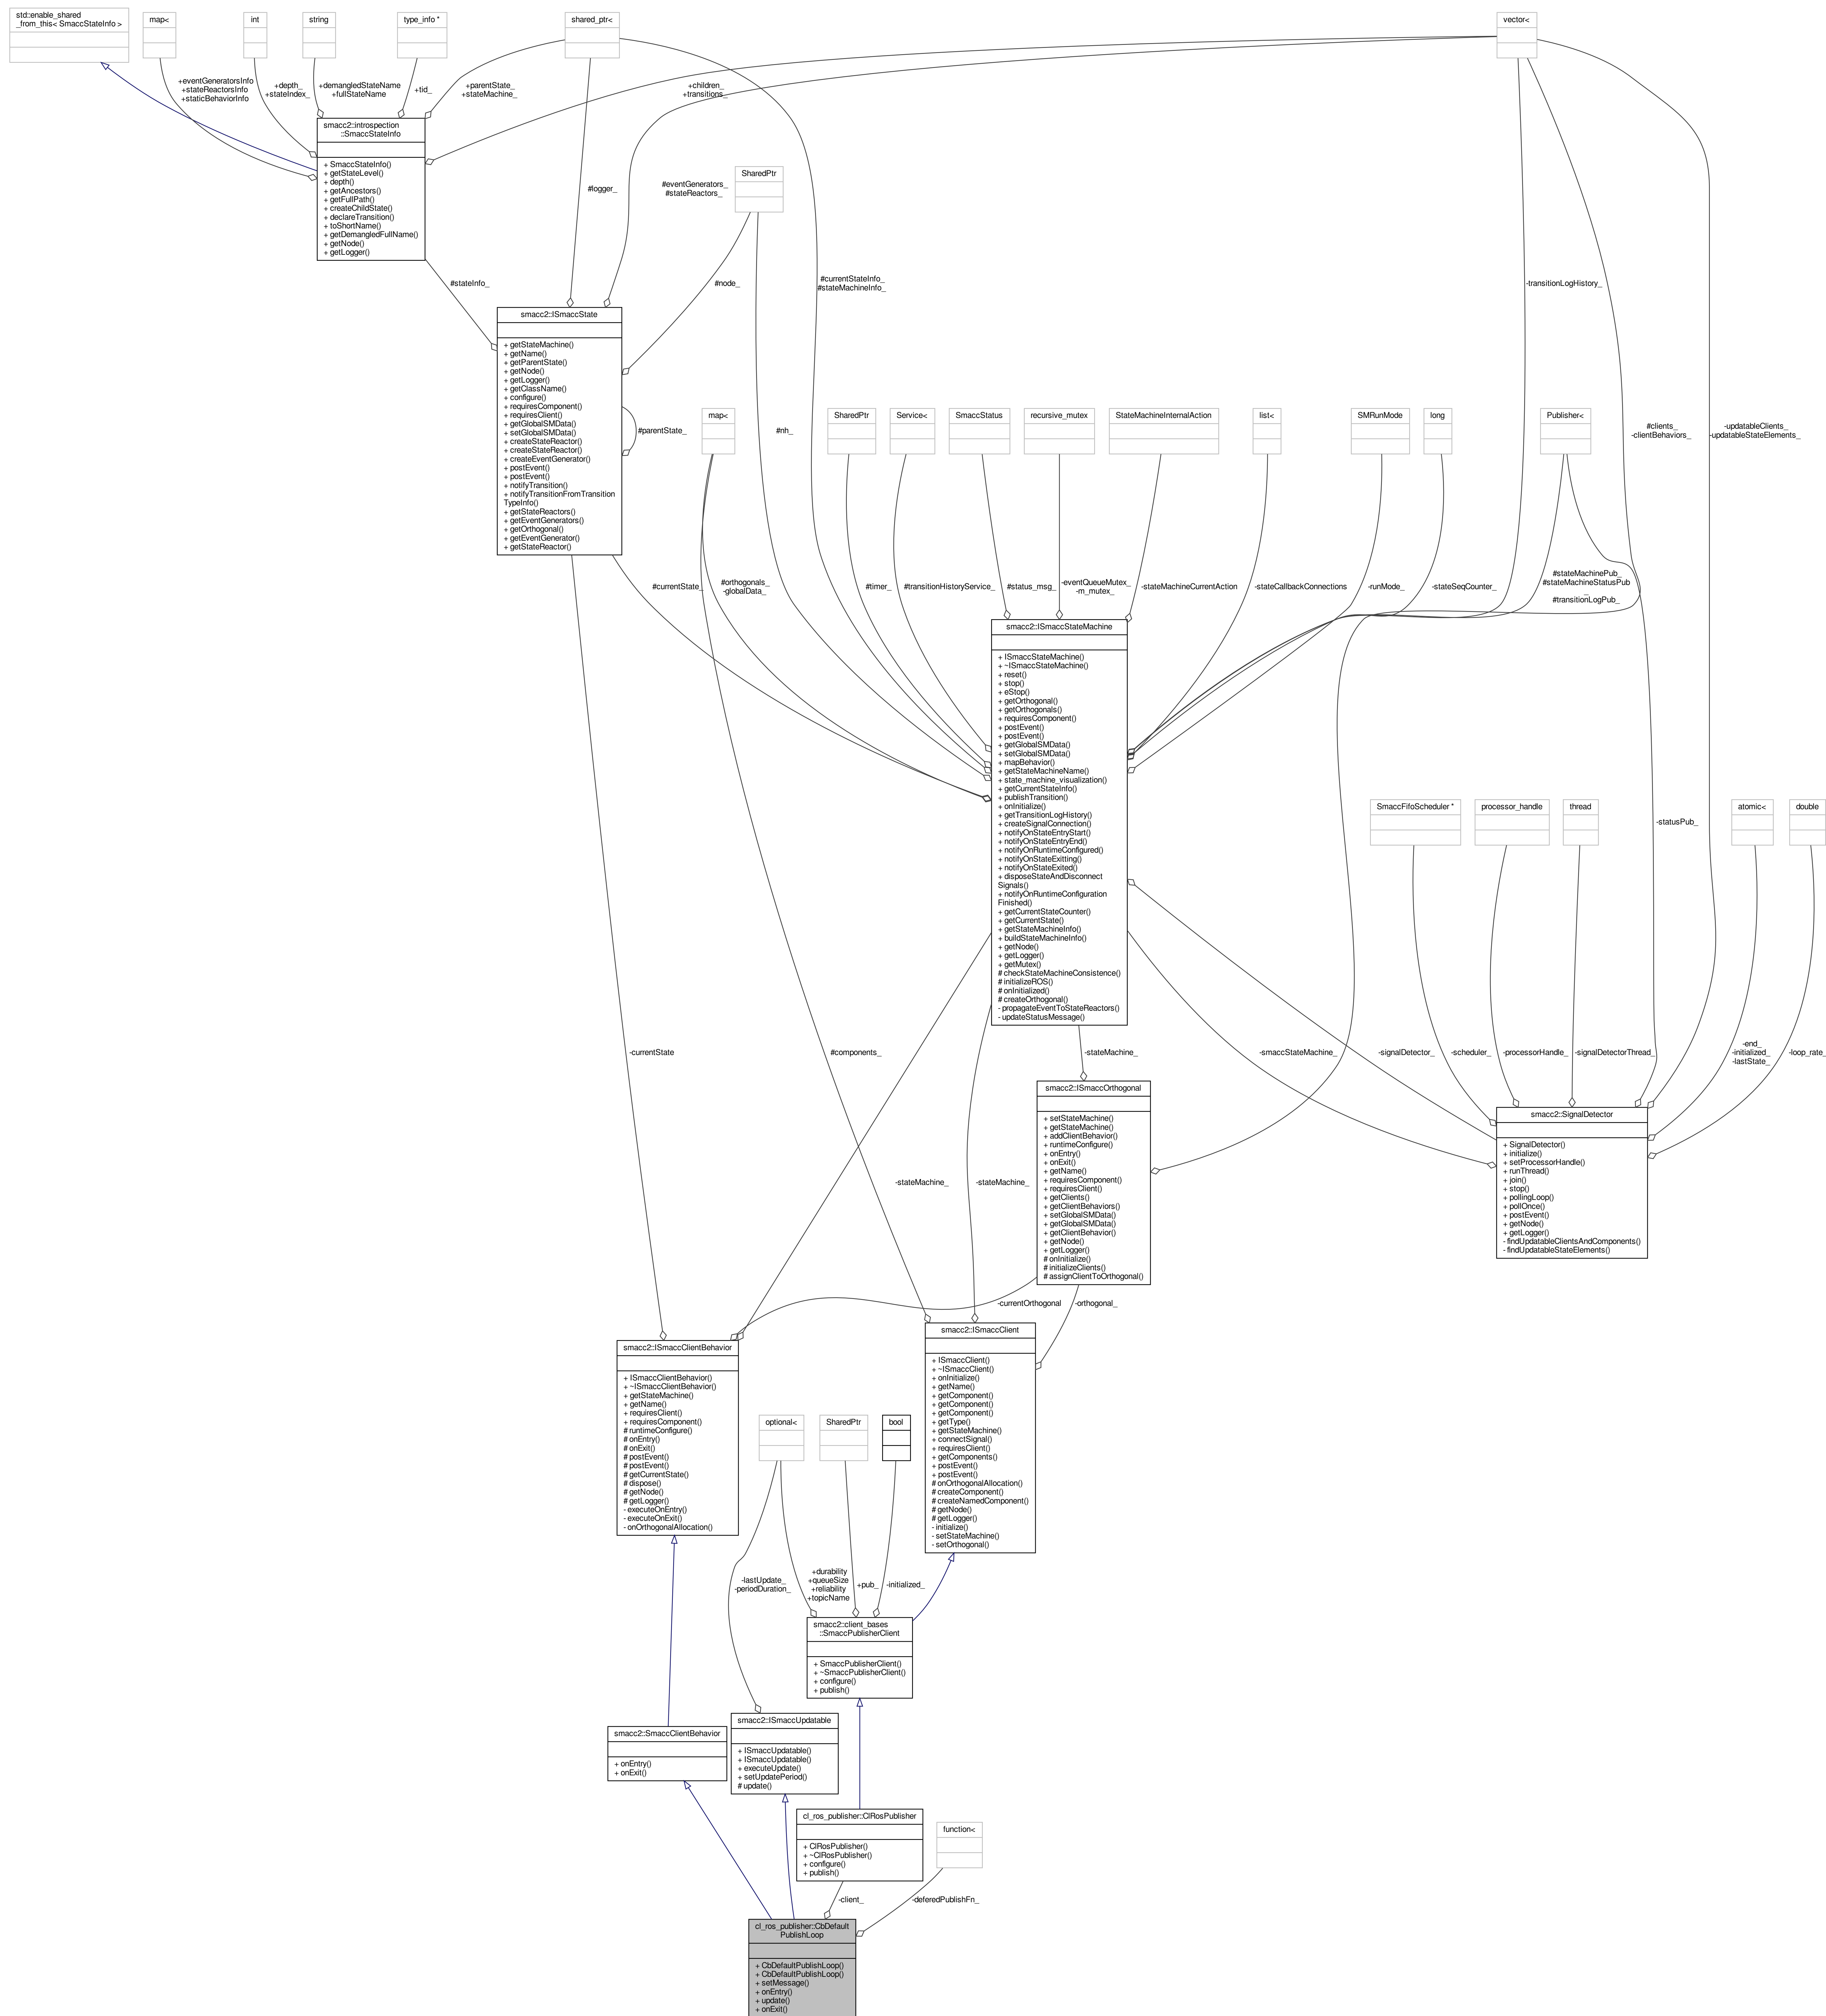 std::enable_shared
_from_this< SmaccStateInfo >
map<
int
string
type_info *
shared_ptr<
vector<
+eventGeneratorsInfo
+stateReactorsInfo
+staticBehaviorInfo
+depth_
+stateIndex_
+demangledStateName
+fullStateName
+tid_
+parentState_
+stateMachine_
+children_
+transitions_
smacc2::introspection
::SmaccStateInfo
+ SmaccStateInfo()
+ getStateLevel()
+ depth()
+ getAncestors()
+ getFullPath()
+ createChildState()
+ declareTransition()
+ toShortName()
+ getDemangledFullName()
+ getNode()
+ getLogger()
#logger_
#eventGenerators_
#stateReactors_
SharedPtr
#stateInfo_
#node_
#currentStateInfo_
#stateMachineInfo_
-transitionLogHistory_
smacc2::ISmaccState
+ getStateMachine()
+ getName()
+ getParentState()
+ getNode()
+ getLogger()
+ getClassName()
+ configure()
+ requiresComponent()
+ requiresClient()
+ getGlobalSMData()
+ setGlobalSMData()
+ createStateReactor()
+ createStateReactor()
+ createEventGenerator()
+ postEvent()
+ postEvent()
+ notifyTransition()
+ notifyTransitionFromTransition
TypeInfo()
+ getStateReactors()
+ getEventGenerators()
+ getOrthogonal()
+ getEventGenerator()
+ getStateReactor()
#parentState_
map<
#nh_
SharedPtr
Service<
SmaccStatus
recursive_mutex
StateMachineInternalAction
list<
SMRunMode
long
Publisher<
#clients_
-clientBehaviors_
-updatableClients_
-updatableStateElements_
#currentState_
#orthogonals_
-globalData_
#timer_
#transitionHistoryService_
#status_msg_
-eventQueueMutex_
-m_mutex_
-stateMachineCurrentAction
-stateCallbackConnections
-runMode_
-stateSeqCounter_
#stateMachinePub_
#stateMachineStatusPub
_
#transitionLogPub_
smacc2::ISmaccStateMachine
+ ISmaccStateMachine()
+ ~ISmaccStateMachine()
+ reset()
+ stop()
+ eStop()
+ getOrthogonal()
+ getOrthogonals()
+ requiresComponent()
+ postEvent()
+ postEvent()
+ getGlobalSMData()
+ setGlobalSMData()
+ mapBehavior()
+ getStateMachineName()
+ state_machine_visualization()
+ getCurrentStateInfo()
+ publishTransition()
+ onInitialize()
+ getTransitionLogHistory()
+ createSignalConnection()
+ notifyOnStateEntryStart()
+ notifyOnStateEntryEnd()
+ notifyOnRuntimeConfigured()
+ notifyOnStateExitting()
+ notifyOnStateExited()
+ disposeStateAndDisconnect
Signals()
+ notifyOnRuntimeConfiguration
Finished()
+ getCurrentStateCounter()
+ getCurrentState()
+ getStateMachineInfo()
+ buildStateMachineInfo()
+ getNode()
+ getLogger()
+ getMutex()
# checkStateMachineConsistence()
# initializeROS()
# onInitialized()
# createOrthogonal()
- propagateEventToStateReactors()
- updateStatusMessage()
SmaccFifoScheduler *
processor_handle
thread
-statusPub_
atomic<
double
-currentState
#components_
-stateMachine_
-smaccStateMachine_
-signalDetector_
-scheduler_
-processorHandle_
-signalDetectorThread_
-end_
-initialized_
-lastState_
-loop_rate_
smacc2::SignalDetector
+ SignalDetector()
+ initialize()
+ setProcessorHandle()
+ runThread()
+ join()
+ stop()
+ pollingLoop()
+ pollOnce()
+ postEvent()
+ getNode()
+ getLogger()
- findUpdatableClientsAndComponents()
- findUpdatableStateElements()
smacc2::ISmaccOrthogonal
+ setStateMachine()
+ getStateMachine()
+ addClientBehavior()
+ runtimeConfigure()
+ onEntry()
+ onExit()
+ getName()
+ requiresComponent()
+ requiresClient()
+ getClients()
+ getClientBehaviors()
+ setGlobalSMData()
+ getGlobalSMData()
+ getClientBehavior()
+ getNode()
+ getLogger()
# onInitialize()
# initializeClients()
# assignClientToOrthogonal()
-stateMachine_
-stateMachine_
-currentOrthogonal
-orthogonal_
smacc2::ISmaccClientBehavior
+ ISmaccClientBehavior()
+ ~ISmaccClientBehavior()
+ getStateMachine()
+ getName()
+ requiresClient()
+ requiresComponent()
# runtimeConfigure()
# onEntry()
# onExit()
# postEvent()
# postEvent()
# getCurrentState()
# dispose()
# getNode()
# getLogger()
- executeOnEntry()
- executeOnExit()
- onOrthogonalAllocation()
smacc2::ISmaccClient
+ ISmaccClient()
+ ~ISmaccClient()
+ onInitialize()
+ getName()
+ getComponent()
+ getComponent()
+ getComponent()
+ getType()
+ getStateMachine()
+ connectSignal()
+ requiresClient()
+ getComponents()
+ postEvent()
+ postEvent()
# onOrthogonalAllocation()
# createComponent()
# createNamedComponent()
# getNode()
# getLogger()
- initialize()
- setStateMachine()
- setOrthogonal()
optional<
SharedPtr
bool
-lastUpdate_
-periodDuration_
+durability
+queueSize
+reliability
+topicName
+pub_
-initialized_
smacc2::client_bases
::SmaccPublisherClient
+ SmaccPublisherClient()
+ ~SmaccPublisherClient()
+ configure()
+ publish()
smacc2::SmaccClientBehavior
+ onEntry()
+ onExit()
smacc2::ISmaccUpdatable
+ ISmaccUpdatable()
+ ISmaccUpdatable()
+ executeUpdate()
+ setUpdatePeriod()
# update()
cl_ros_publisher::ClRosPublisher
+ ClRosPublisher()
+ ~ClRosPublisher()
+ configure()
+ publish()
function<
-client_
-deferedPublishFn_
cl_ros_publisher::CbDefault
PublishLoop
+ CbDefaultPublishLoop()
+ CbDefaultPublishLoop()
+ setMessage()
+ onEntry()
+ update()
+ onExit()